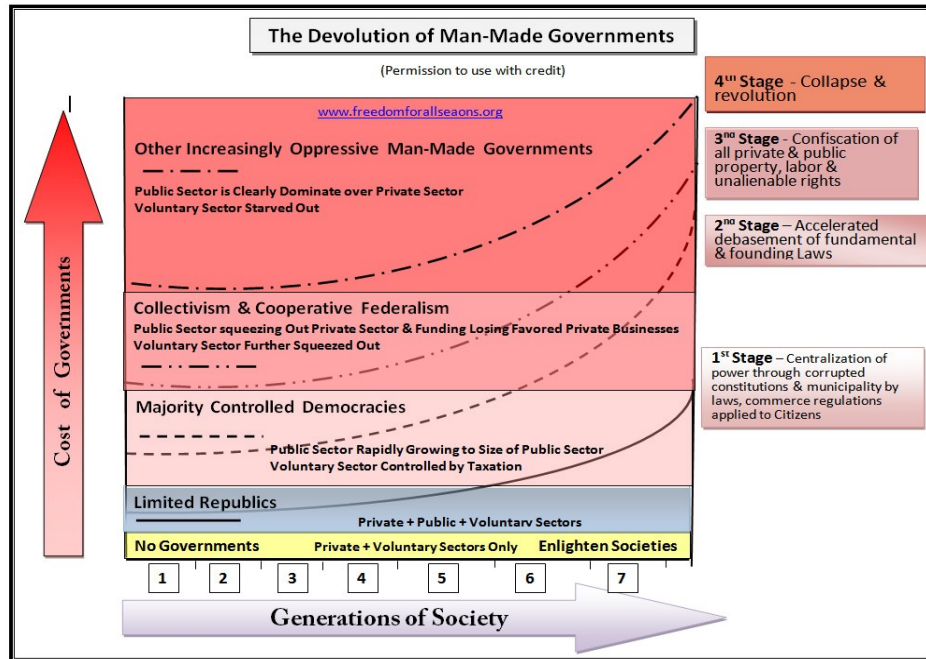 The Devolution of Man-Made Governments
(Permission to use with credit)
www.freedomforallseaons.org
Other Increasingly Oppressive Man-Made Governments
Public Sector is Clearly Dominate over Private Sector
Voluntary Sector Starved Out
Collectivism & Cooperative Federalism
Public Sector squeezing Out Private Sector & Funding Losing Favored Private Businesses
Voluntary Sector Further Squeezed Out
Majority Controlled Democracies
Public Sector Rapidly Growing to Size of Public Sector
Voluntary Sector Controlled by Taxation
Limited Republics
Private + Public + Voluntary Sectors
No Governments Private + Voluntary Sectors Only Enlighten Societies
1 2 3 4 5 6 7
Generations of Society
Cost of Governments
4th Stage - Collapse &
revolution
3nd Stage - Confiscation of
all private & public
property, labor &
unalienable rights
2nd Stage – Accelerated
debasement of fundamental
& founding Laws
1st Stage – Centralization of
power through corrupted
constitutions & municipality by
laws, commerce regulations
applied to Citizens